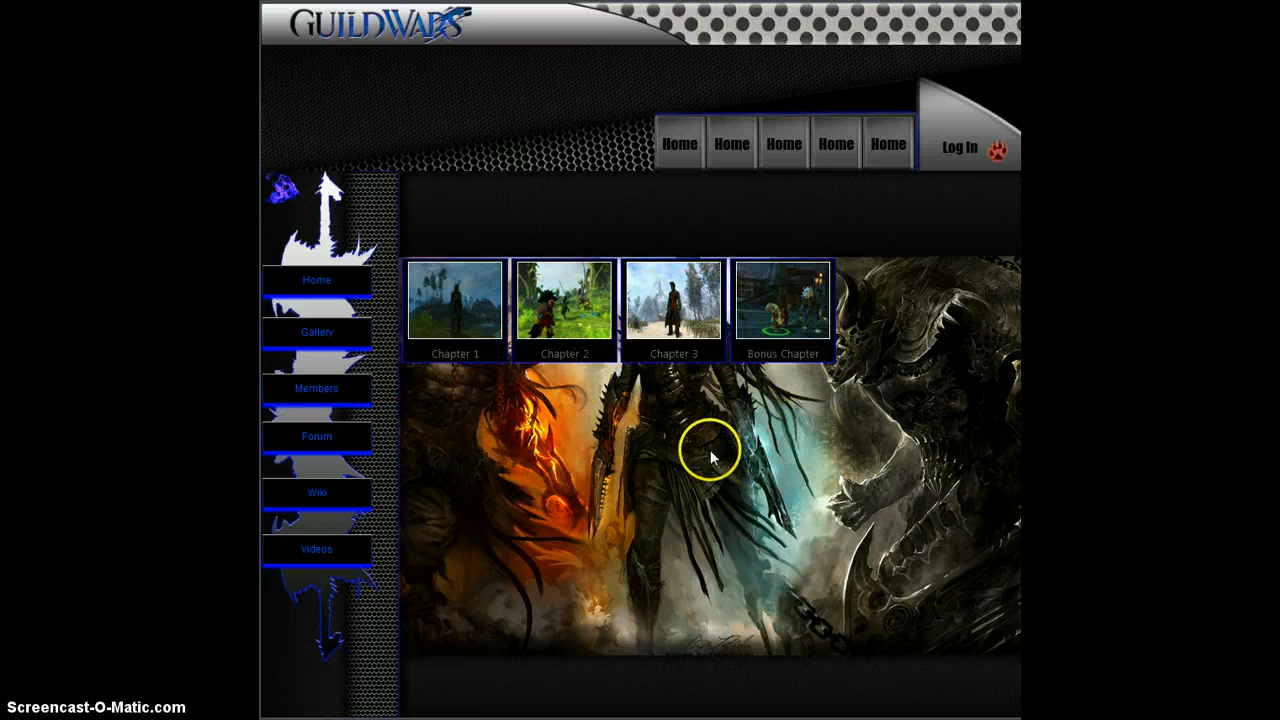 GUILDWARS
Home Home Home Home Home
Log In
Home
Gallery
Members
Forum
Wiki
Videos
Chapter 1 Chapter 2 Chapter 3 Bonus Chapter
Screencast-O-Matic.com